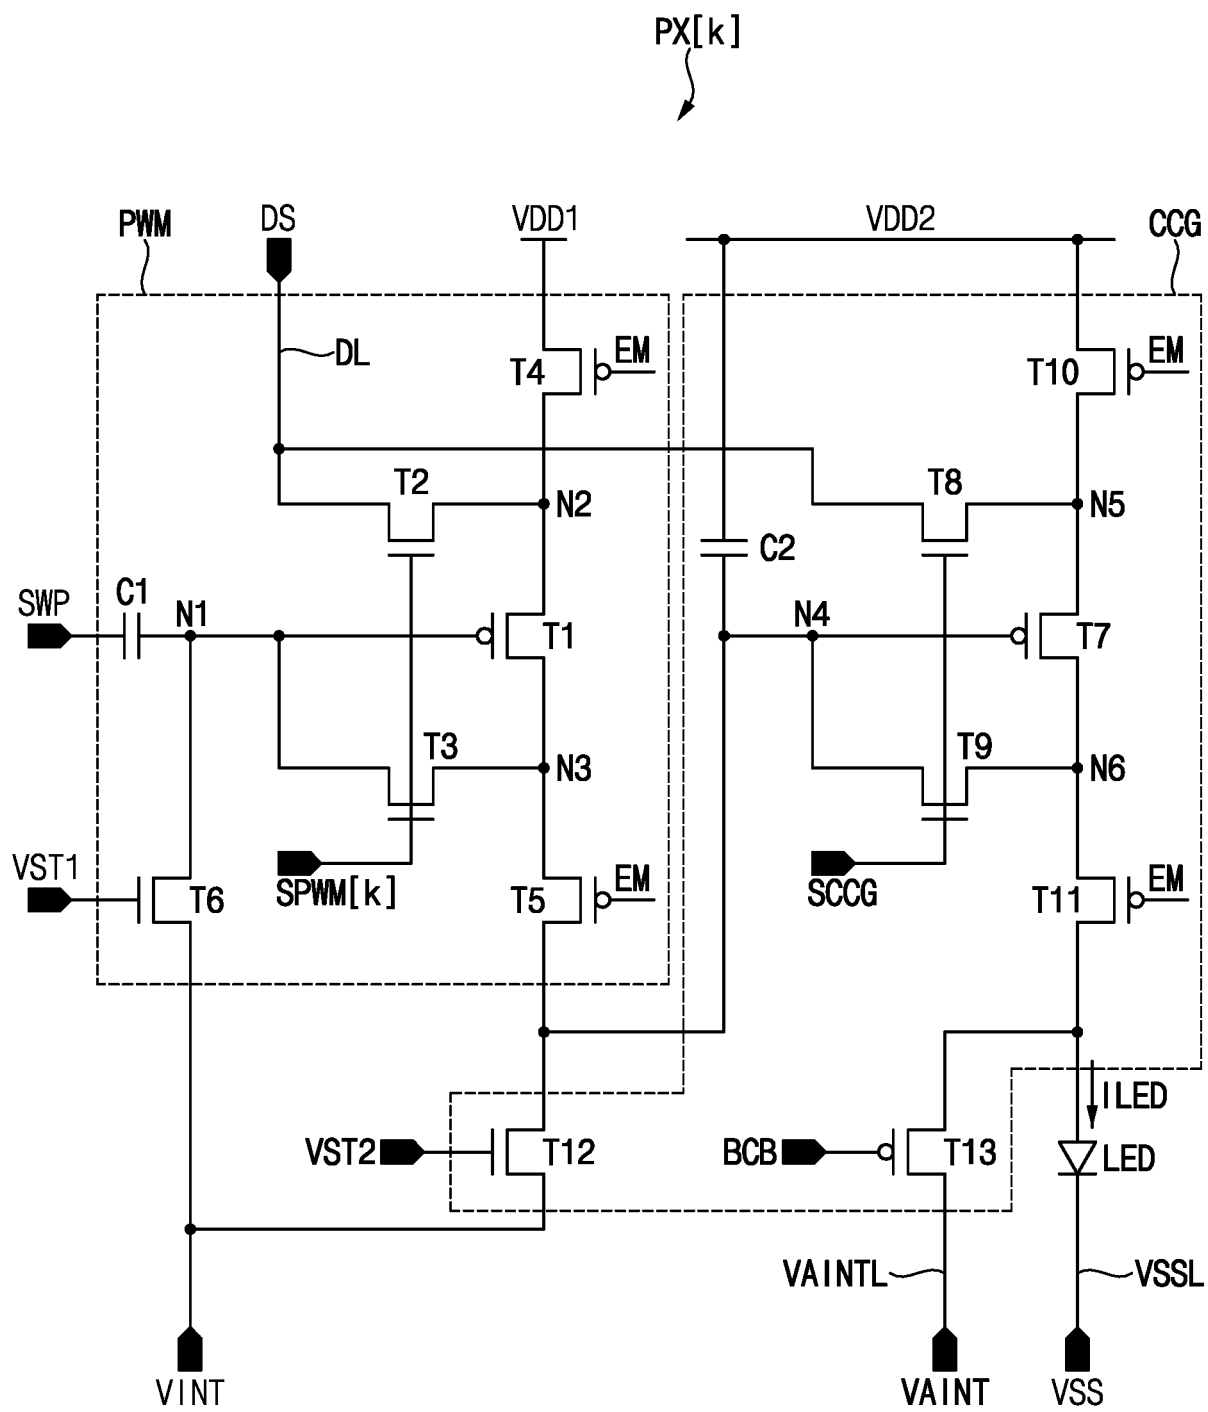 PX[k]
PWM
DS
VDD1
VDD2
CCG
DL
T4
EM
T10
EM
T2
N2
T8
N5
C2
SWP
C1
N1
T1
N4
T7
T3
N3
T9
N6
VST1
T6
SPWM[k]
T5
EM
SCCG
T11
EM
ILED
VST2
T12
BCB
T13
LED
VAINTL
VSSL
VINT
VAINT
VSS